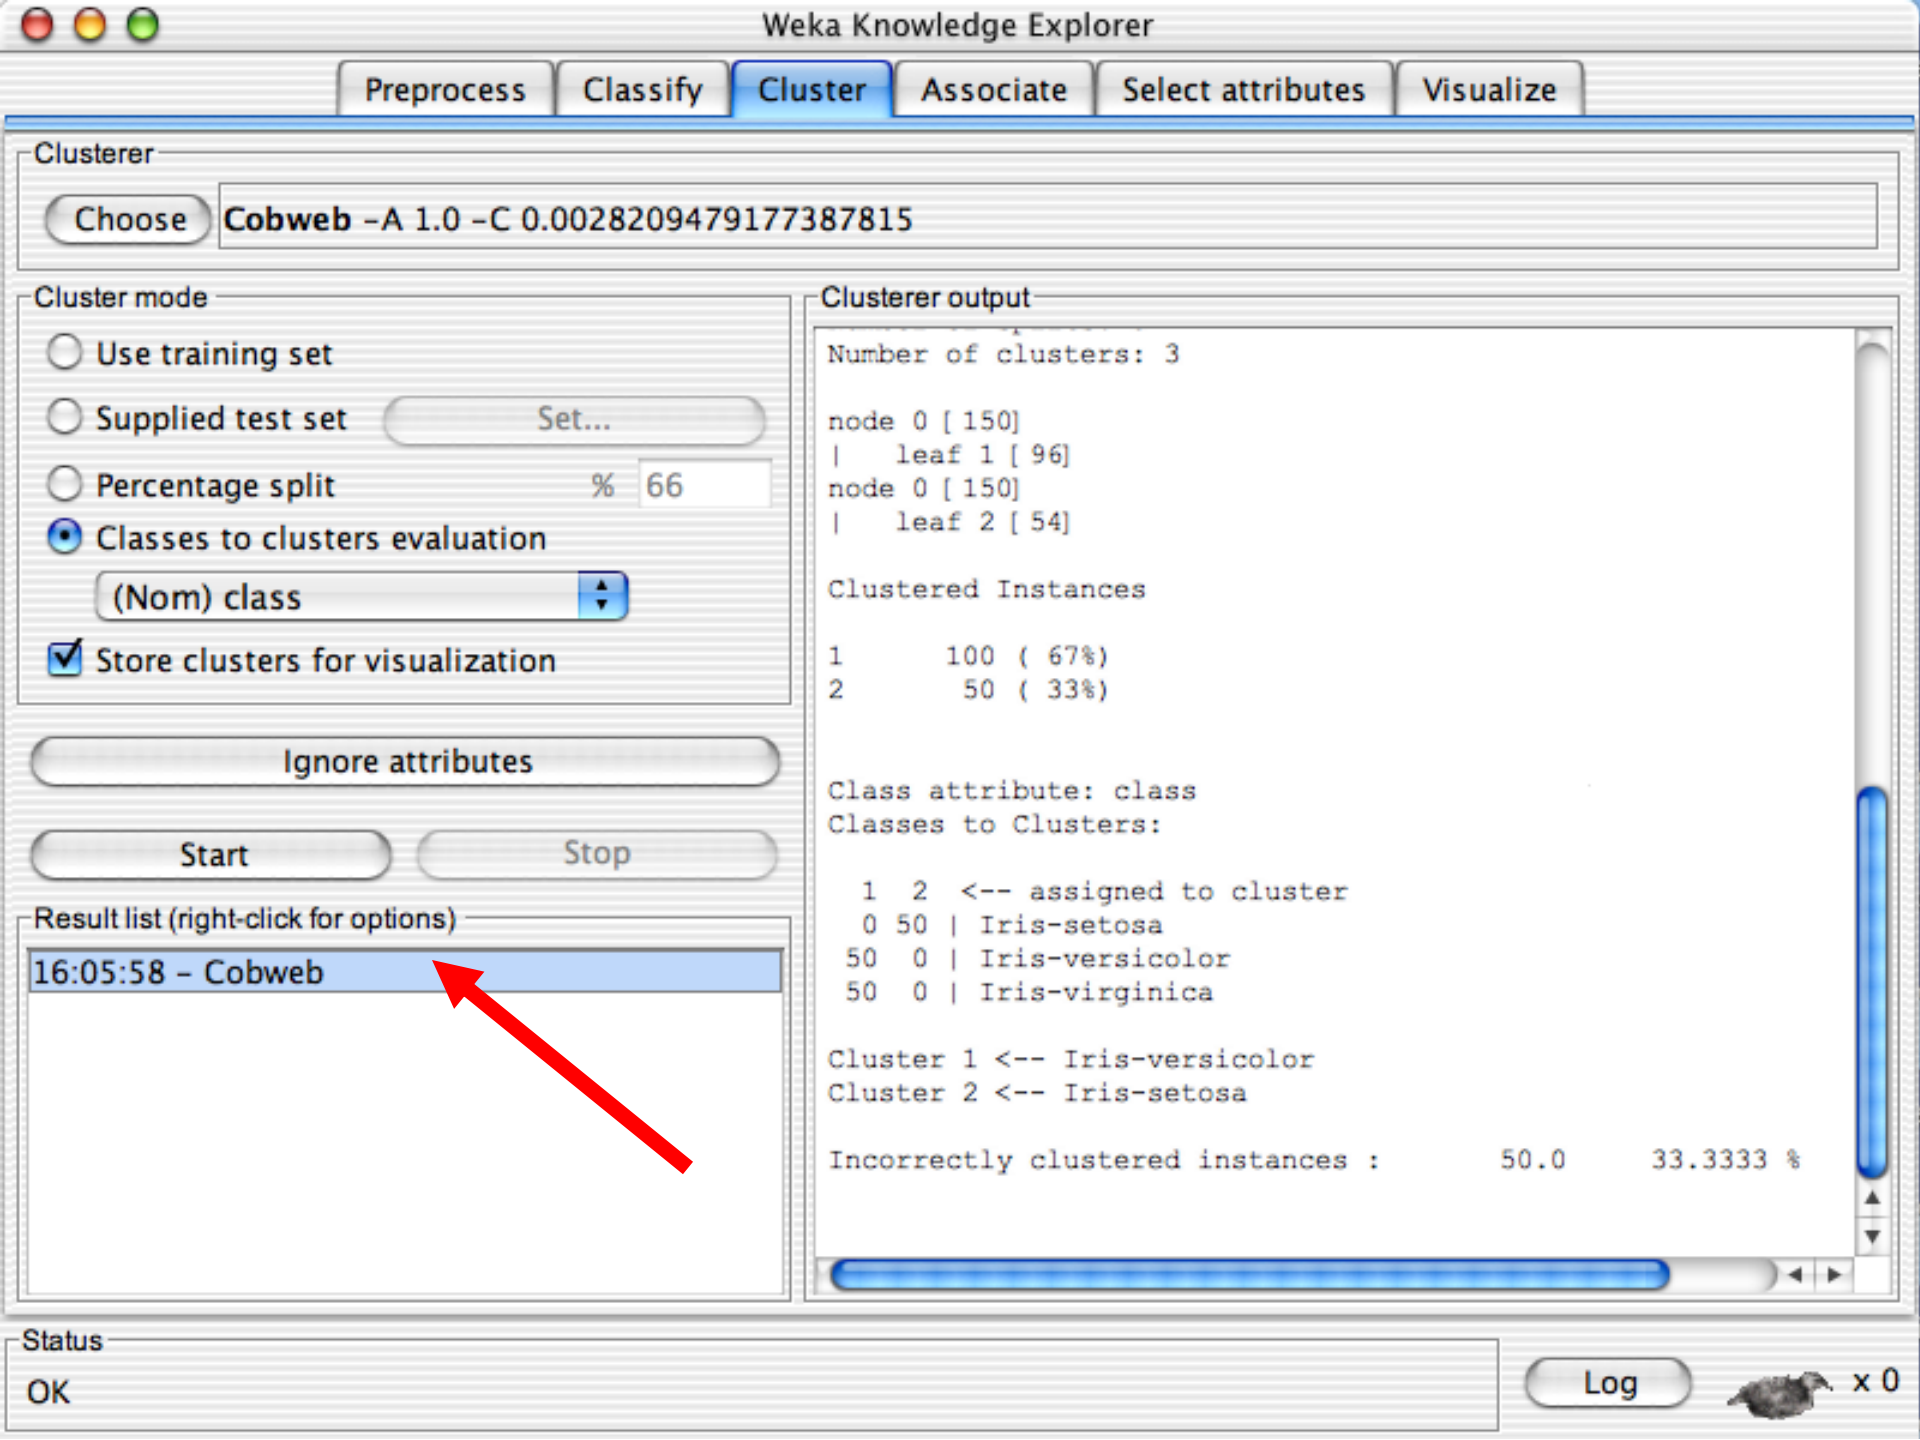 Weka Knowledge Explorer
Preprocess Classify Cluster Associate Select attributes Visualize
Clusterer
Choose Cobweb -A 1.0 -C 0.0028209479177387815
Cluster mode
Use training set
Supplied test set Set...
Percentage split % 66
Classes to clusters evaluation
(Nom) class
Store clusters for visualization
Ignore attributes
Start Stop
Result list (right-click for options)
16:05:58 - Cobweb
Clusterer output
Number of clusters: 3
node 0 [ 150]
| leaf 1 [ 96]
node 0 [ 150]
| leaf 2 [ 54]
Clustered Instances
1 100 ( 67%)
2 50 ( 33%)
Class attribute: class
Classes to Clusters:
1 2 <-- assigned to cluster
0 50 | Iris-setosa
50 0 | Iris-versicolor
50 0 | Iris-virginica
Cluster 1 <-- Iris-versicolor
Cluster 2 <-- Iris-setosa
Incorrectly clustered instances : 50.0 33.3333 %
Status
OK
Log x 0